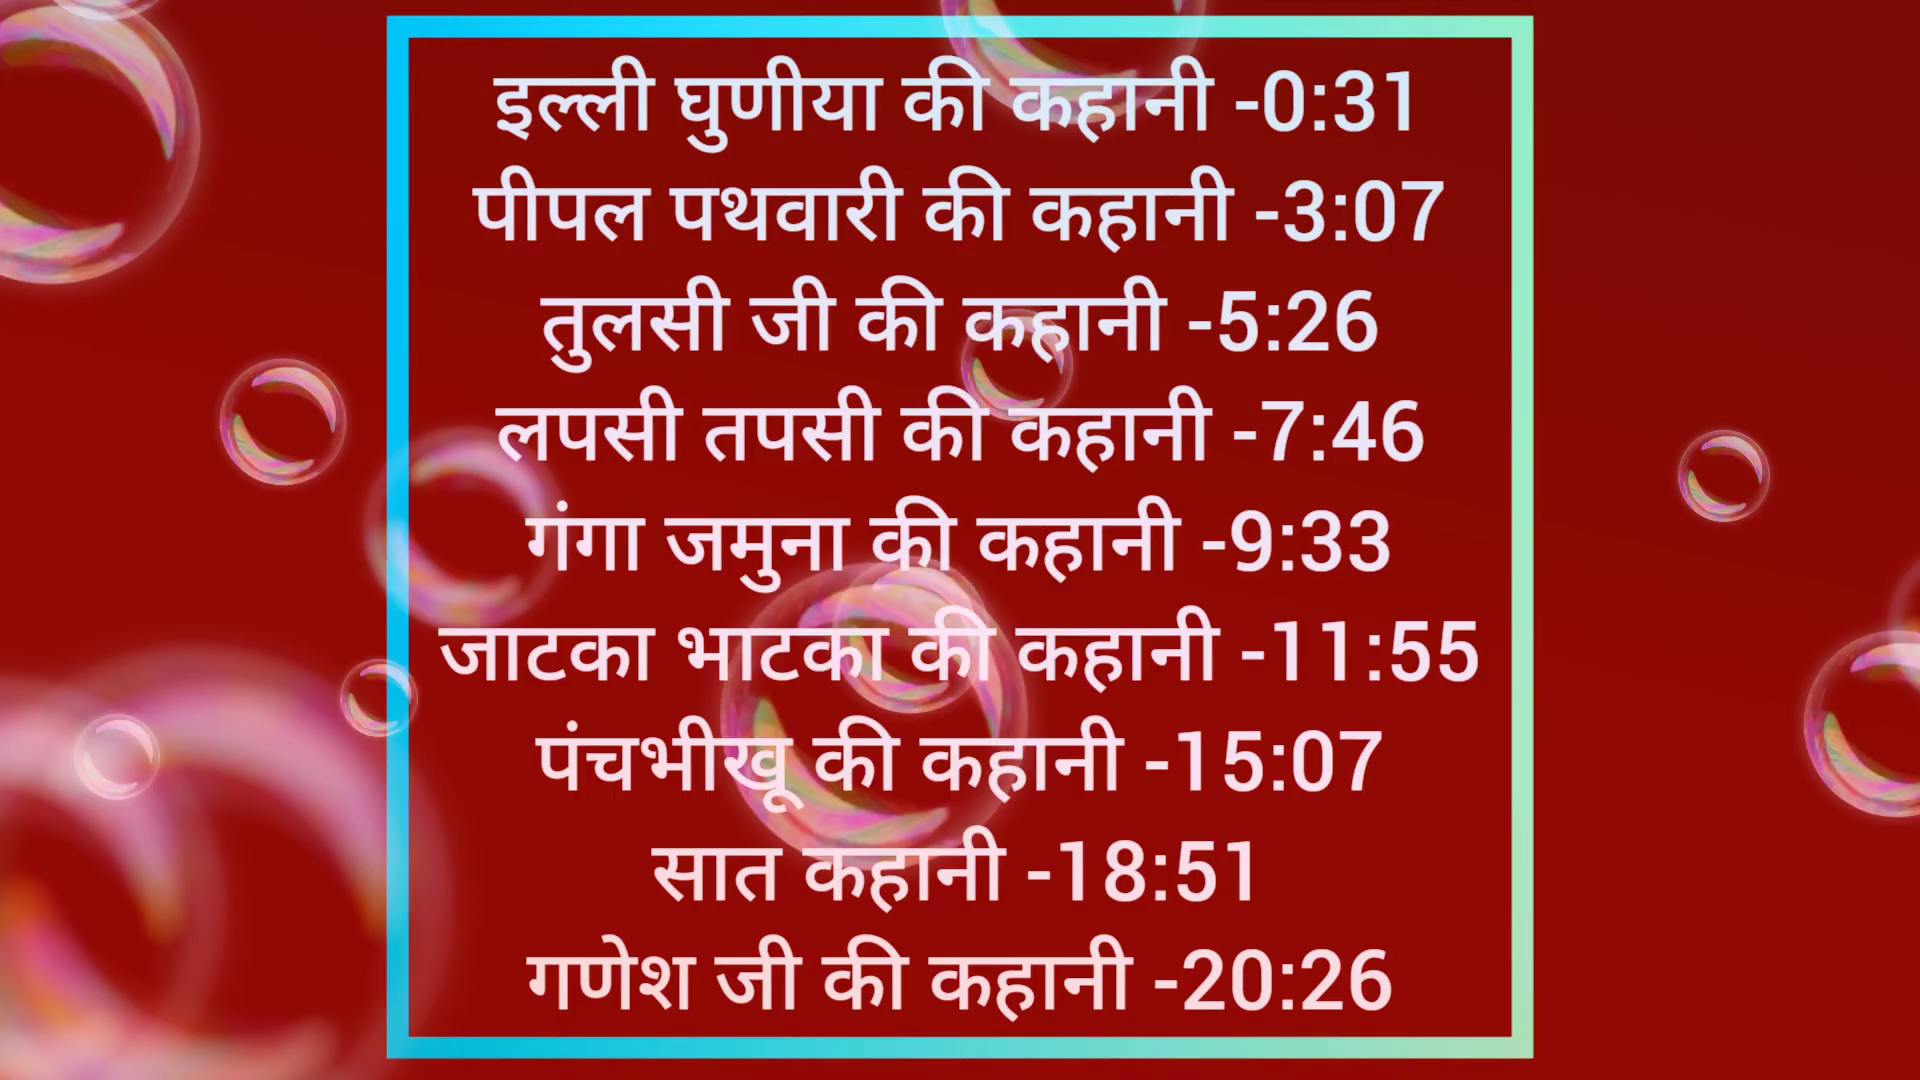 इल्ली घुणीया की कहानी -0:31
पीपल पथवारी की कहानी -3:07
तुलसी जी की कहानी -5:26
लपसी तपसी की कहानी -7:46
गंगा जमुना की कहानी -9:33
जाटका भाटका की कहानी -11:55
पंचभीखू की कहानी -15:07
सात कहानी -18:51
गणेश जी की कहानी -20:26